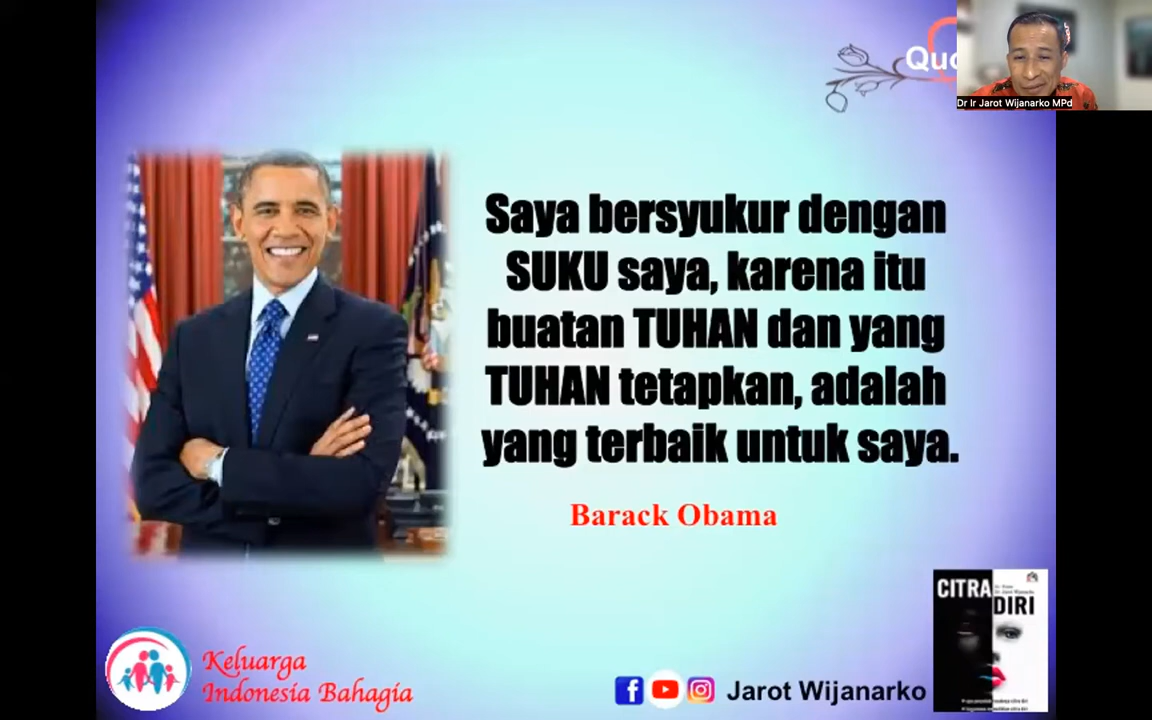 Quo
Dr Ir Jarot Wijanarko MPd
Saya bersyukur dengan
SUKU saya, karena itu
buatan TUHAN dan yang
TUHAN tetapkan, adalah
yang terbaik untuk saya.
Barack Obama
CITRA
DIRI
Keluarga
Indonesia Bahagia
Jarot Wijanarko